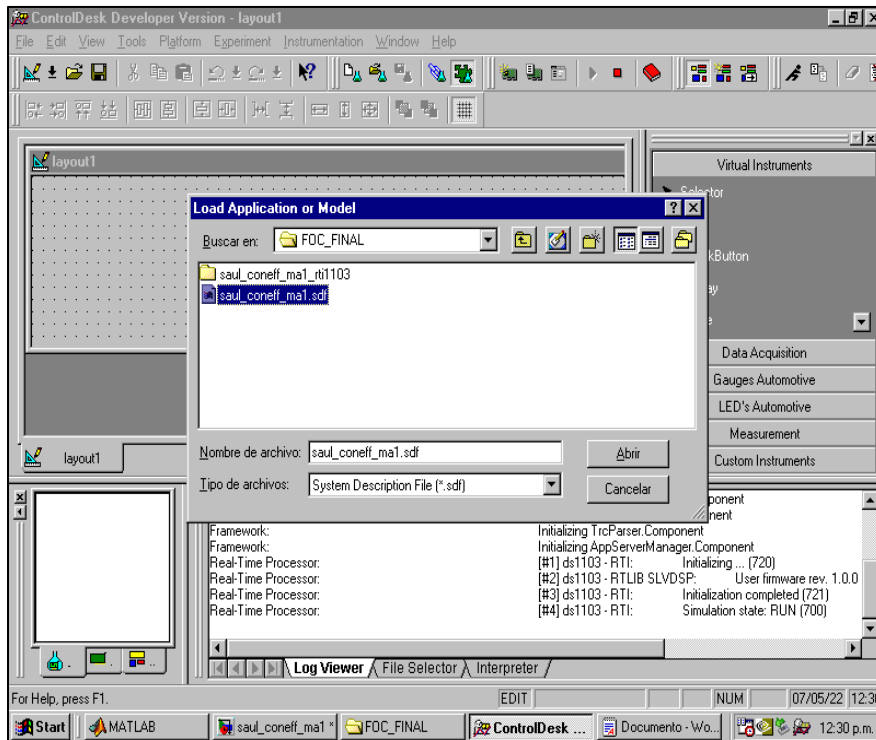 ControlDesk Developer Version - layout1
File Edit View Tools Platform Experiment Instrumentation Window Help
layout1
Virtual Instruments
Load Application or Model
Buscar en: FOC_FINAL
saul_coneff_ma1_rti1103
saul_coneff_ma1.sdf
Nombre de archivo: saul_coneff_ma1.sdf
Abrir
Tipo de archivos: System Description File (*.sdf)
Cancelar
Data Acquisition
Gauges Automotive
LED's Automotive
Measurement
Custom Instruments
layout1
Framework: Initializing TrcParser.Component
Framework: Initializing AppServerManager.Component
Real-Time Processor: [#1] ds1103 - RTI: Initializing ... (720)
Real-Time Processor: [#2] ds1103 - RTLIB SLVDSP: User firmware rev. 1.0.0
Real-Time Processor: [#3] ds1103 - RTI: Initialization completed (721)
Real-Time Processor: [#4] ds1103 - RTI: Simulation state: RUN (700)
Log Viewer File Selector Interpreter
For Help, press F1. EDIT NUM 07/05/22 12:30
Start MATLAB saul_coneff_ma1 * FOC_FINAL ControlDesk ... Documento - Wo... 12:30 p.m.